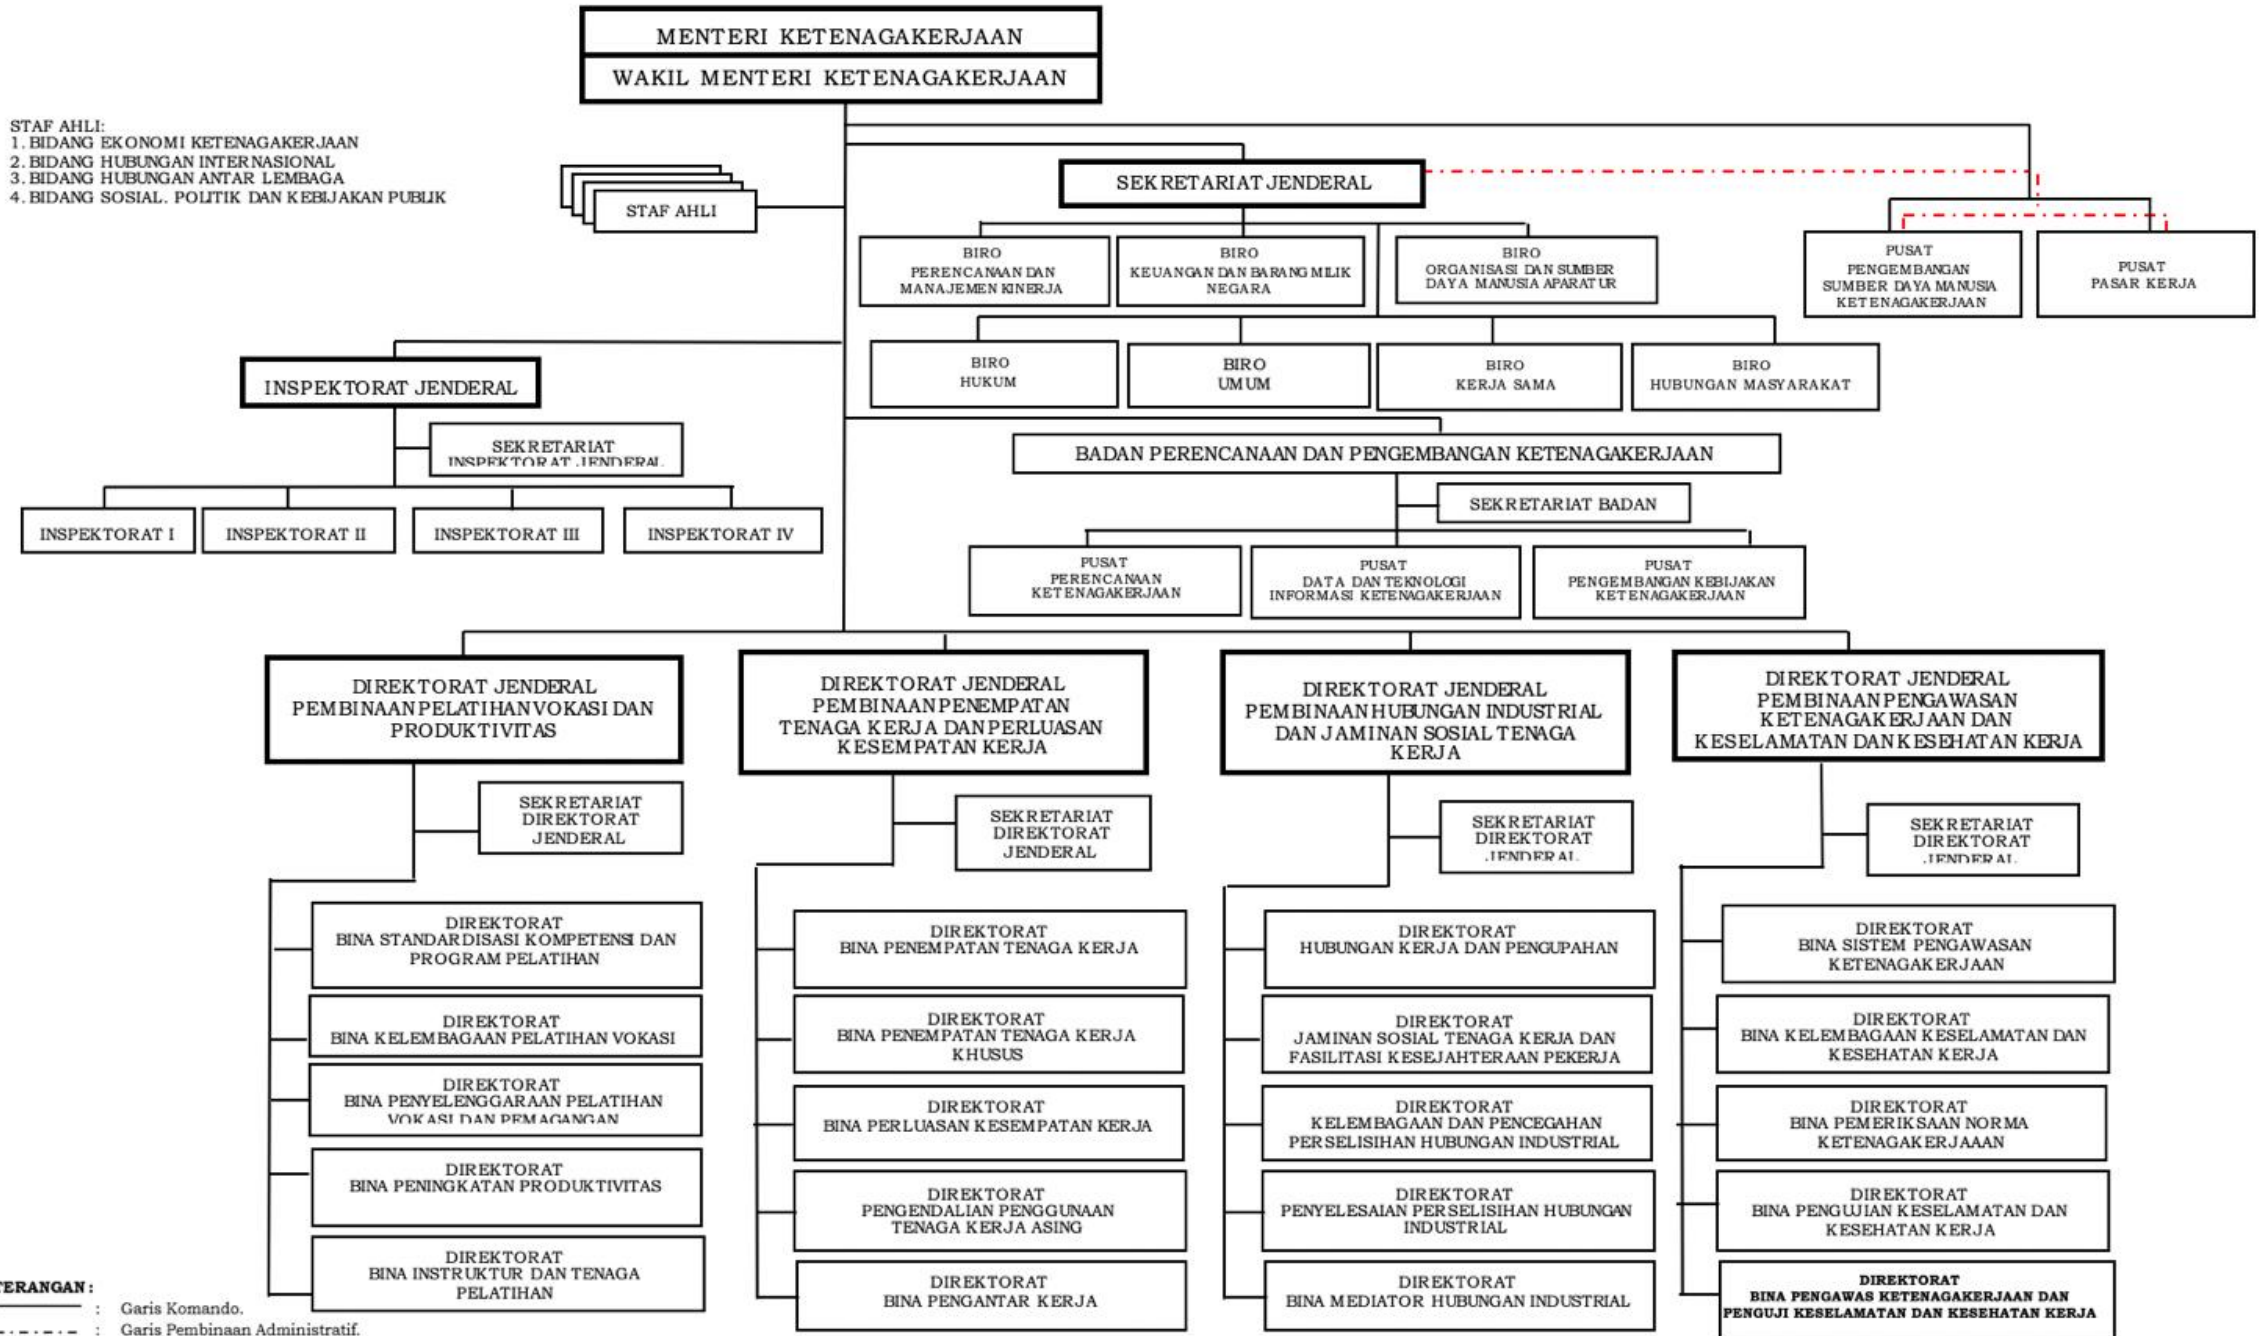 MENTERI KETENAGAKERJAAN
WAKIL MENTERI KETENAGAKERJAAN
STAF AHLI:
1. BIDANG EKONOMI KETENAGAKERJAAN
2. BIDANG HUBUNGAN INTERNASIONAL
3. BIDANG HUBUNGAN ANTAR LEMBAGA
4. BIDANG SOSIAL. POLITIK DAN KEBIJAKAN PUBLIK
STAF AHLI
SEKRETARIAT JENDERAL
BIRO
PERENCANAAN DAN
MANAJEMEN KINERJA
BIRO
KEUANGAN DAN BARANG MILIK
NEGARA
BIRO
ORGANISASI DAN SUMBER
DAYA MANUSIA APARATUR
PUSAT
PENGEMBANGAN
SUMBER DAYA MANUSIA
KETENAGAKERJAAN
PUSAT
PASAR KERJA
BIRO
HUKUM
BIRO
UMUM
BIRO
KERJA SAMA
BIRO
HUBUNGAN MASYARAKAT
INSPEKTORAT JENDERAL
SEKRETARIAT
INSPEKTORAT JENDERAL
INSPEKTORAT I
INSPEKTORAT II
INSPEKTORAT III
INSPEKTORAT IV
BADAN PERENCANAAN DAN PENGEMBANGAN KETENAGAKERJAAN
SEKRETARIAT BADAN
PUSAT
PERENCANAAN
KETENAGAKERJAAN
PUSAT
DATA DAN TEKNOLOGI
INFORMASI KETENAGAKERJAAN
PUSAT
PENGEMBANGAN KEBIJAKAN
KETENAGAKERJAAN
DIREKTORAT JENDERAL
PEMBINAAN PELATIHAN VOKASI DAN
PRODUKTIVITAS
SEKRETARIAT
DIREKTORAT
JENDERAL
DIREKTORAT
BINA STANDARDISASI KOMPETENSI DAN
PROGRAM PELATIHAN
DIREKTORAT
BINA KELEMBAGAAN PELATIHAN VOKASI
DIREKTORAT
BINA PENYELENGGARAAN PELATIHAN
VOKASI DAN PEMAGANGAN
DIREKTORAT
BINA PENINGKATAN PRODUKTIVITAS
DIREKTORAT
BINA INSTRUKTUR DAN TENAGA
PELATIHAN
DIREKTORAT JENDERAL
PEMBINAAN PENEMPATAN
TENAGA KERJA DAN PERLUASAN
KESEMPATAN KERJA
SEKRETARIAT
DIREKTORAT
JENDERAL
DIREKTORAT
BINA PENEMPATAN TENAGA KERJA
DIREKTORAT
BINA PENEMPATAN TENAGA KERJA
KHUSUS
DIREKTORAT
BINA PERLUASAN KESEMPATAN KERJA
DIREKTORAT
PENGENDALIAN PENGGUNAAN
TENAGA KERJA ASING
DIREKTORAT
BINA PENGANTAR KERJA
DIREKTORAT JENDERAL
PEMBINAAN HUBUNGAN INDUSTRIAL
DAN JAMINAN SOSIAL TENAGA
KERJA
SEKRETARIAT
DIREKTORAT
JENDERAL
DIREKTORAT
HUBUNGAN KERJA DAN PENGUPAHAN
DIREKTORAT
JAMINAN SOSIAL TENAGA KERJA DAN
FASILITASI KESEJAHTERAAN PEKERJA
DIREKTORAT
KELEMBAGAAN DAN PENCEGAHAN
PERSELISIHAN HUBUNGAN INDUSTRIAL
DIREKTORAT
PENYELESAIAN PERSELISIHAN HUBUNGAN
INDUSTRIAL
DIREKTORAT
BINA MEDIATOR HUBUNGAN INDUSTRIAL
DIREKTORAT JENDERAL
PEMBINAAN PENGAWASAN
KETENAGAKERJAAN DAN
KESELAMATAN DAN KESEHATAN KERJA
SEKRETARIAT
DIREKTORAT
JENDERAL
DIREKTORAT
BINA SISTEM PENGAWASAN
KETENAGAKERJAAN
DIREKTORAT
BINA KELEMBAGAAN KESELAMATAN DAN
KESEHATAN KERJA
DIREKTORAT
BINA PEMERIKSAAN NORMA
KETENAGAKERJAAAN
DIREKTORAT
BINA PENGUJIAN KESELAMATAN DAN
KESEHATAN KERJA
DIREKTORAT
BINA PENGAWAS KETENAGAKERJAAN DAN
PENGUJI KESELAMATAN DAN KESEHATAN KERJA
TERANGAN:
: Garis Komando.
: Garis Pembinaan Administratif.